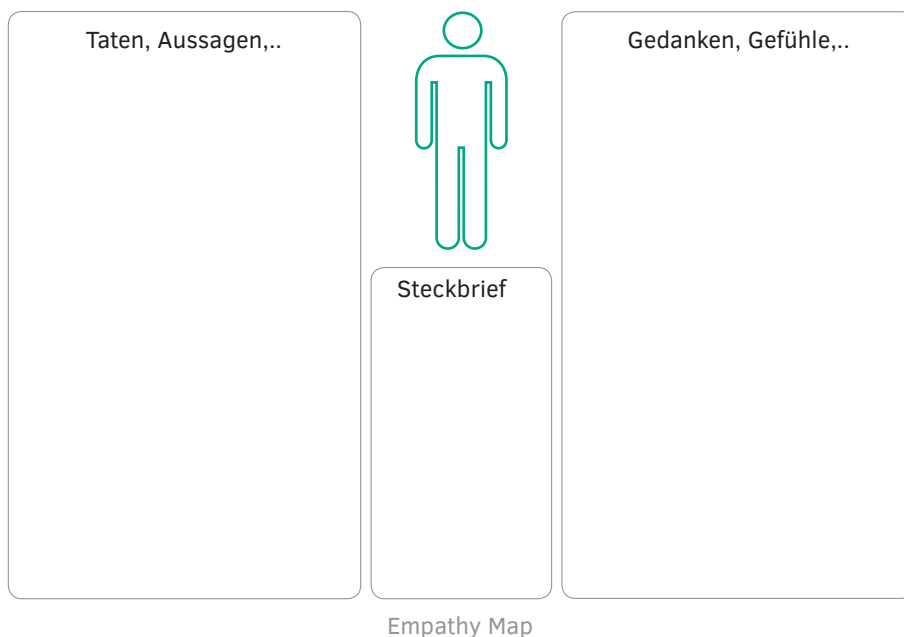 Taten, Aussagen,..
Gedanken, Gefühle,..
Steckbrief
Empathy Map